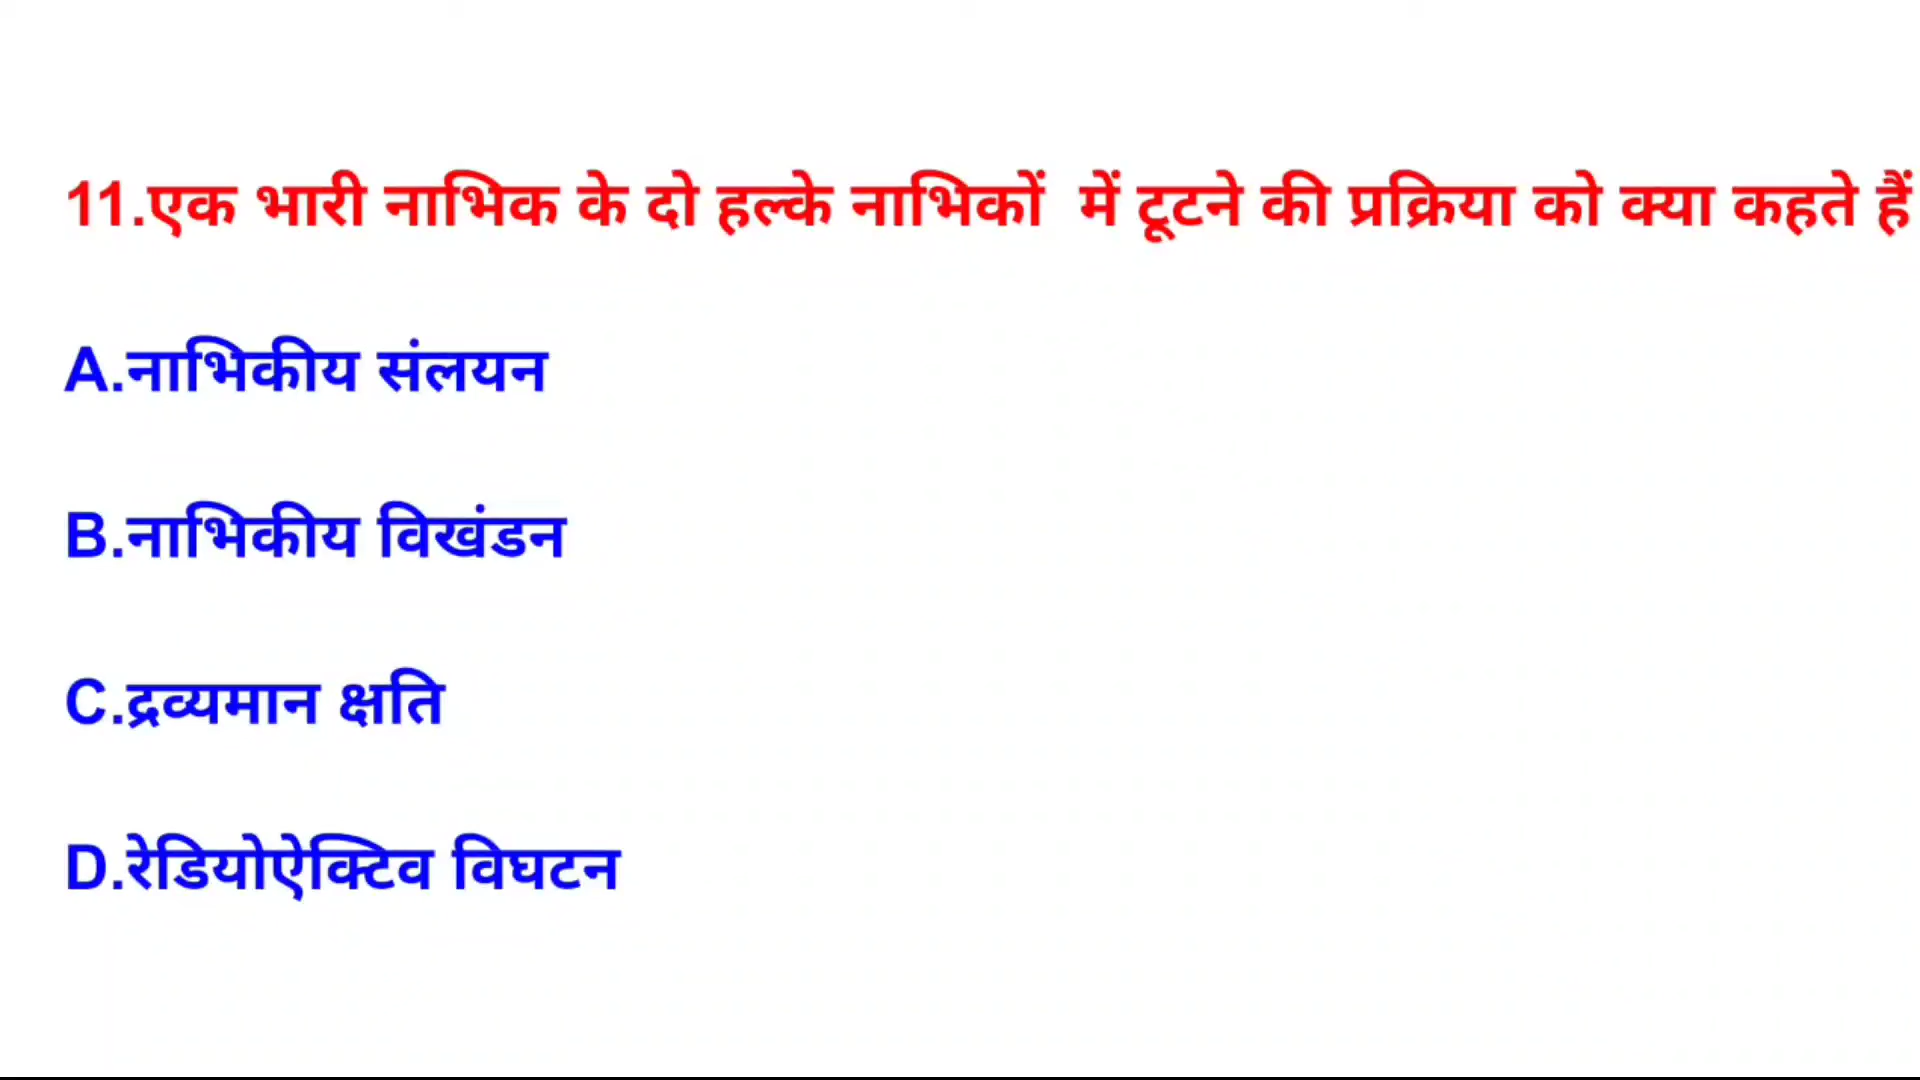 11.एक भारी नाभिक के दो हल्के नाभिकों में टूटने की प्रक्रिया को क्या कहते हैं
A.नाभिकीय संलयन
B.नाभिकीय विखंडन
C.द्रव्यमान क्षति
D.रेडियोऐक्टिव विघटन